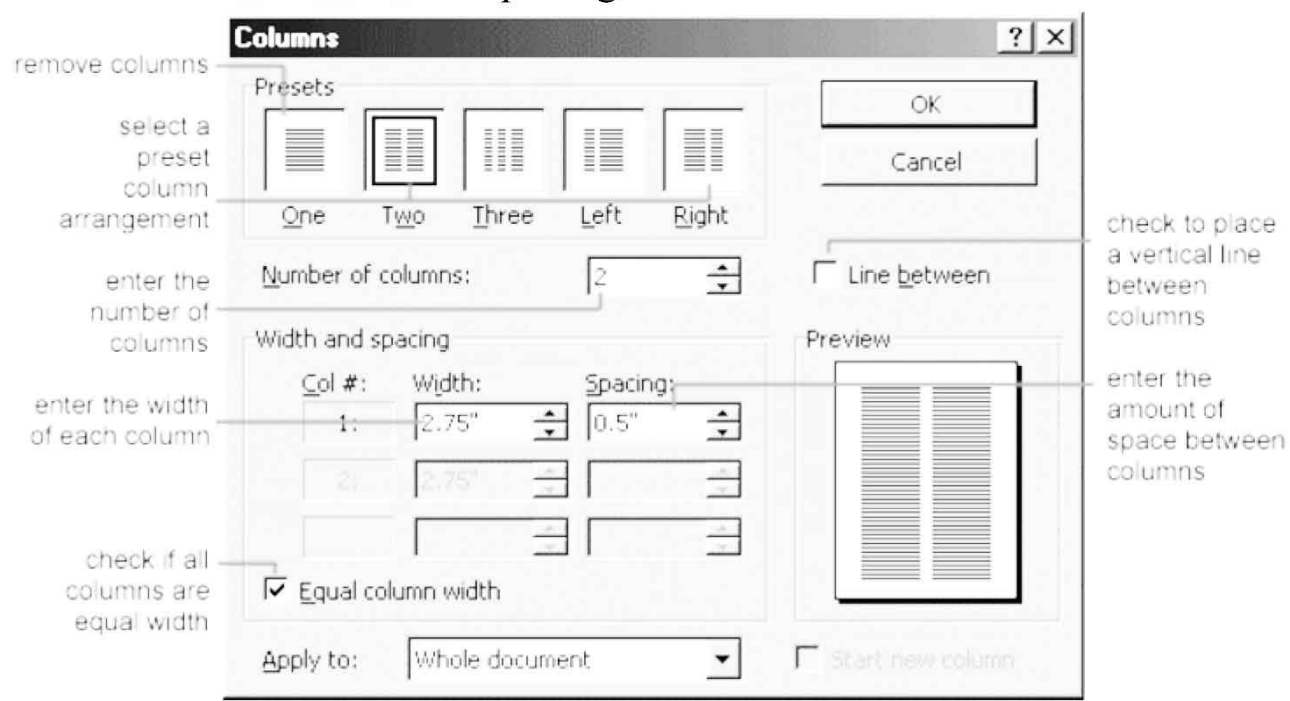 Columns
? ×
remove columns
Presets
OK
select a
preset
column
arrangement
Cancel
One Two Three Left Right
check to place
a vertical line
between
columns
enter the
number of
columns
Number of columns: 2
Line between
Width and spacing
Preview
Col #: Width: Spacing:
enter the width
of each column
1: 2.75" 0.5"
enter the
amount of
space between
columns
2: 2.75"
check if all
columns are
equal width
Equal column width
Apply to: Whole document
Start new column